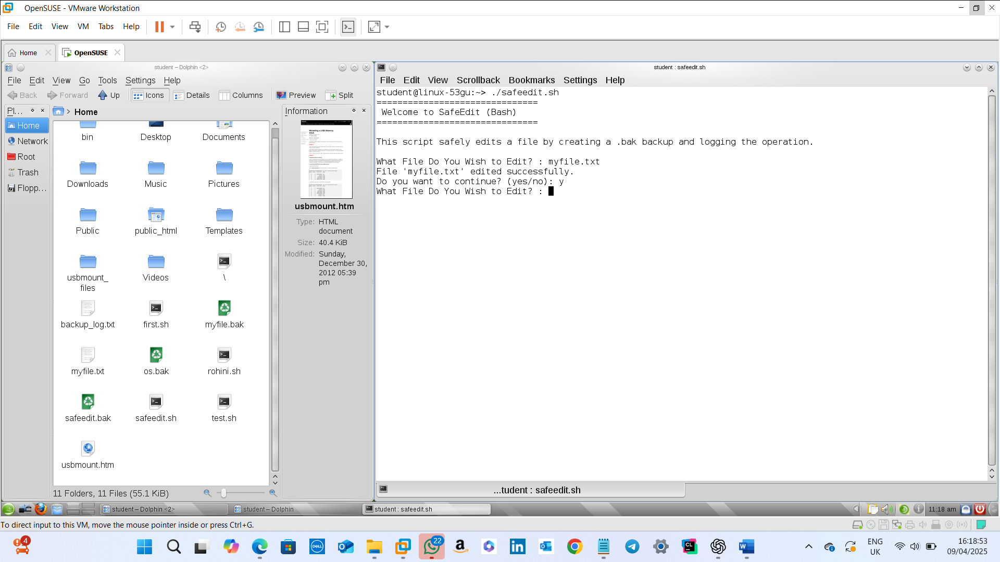 OpenSUSE - VMware Workstation
File Edit View VM Tabs Help
Home
OpenSUSE
student – Dolphin <2>
File Edit View Go Tools Settings Help
Back Forward Up Icons Details Columns Preview Split
Pl...
Home
Network
Root
Trash
Flopp...
Home
bin
Desktop
Documents
Downloads
Music
Pictures
Public
public_html
Templates
usbmount_
files
Videos
\
backup_log.txt
first.sh
myfile.bak
myfile.txt
os.bak
rohini.sh
safeedit.bak
safeedit.sh
test.sh
usbmount.htm
11 Folders, 11 Files (55.1 KiB)
Information
Mounting a USB Memory
Stick
usbmount.htm
Type: HTML
document
Size: 40.4 KiB
Modified: Sunday,
December 30,
2012 05:39
pm
student : safeedit.sh
File Edit View Scrollback Bookmarks Settings Help
student@linux-53gu:~> ./safeedit.sh
===============================
Welcome to SafeEdit (Bash)
===============================
This script safely edits a file by creating a .bak backup and logging the operation.
What File Do You Wish to Edit? : myfile.txt
File 'myfile.txt' edited successfully.
Do you want to continue? (yes/no): y
What File Do You Wish to Edit? :
...tudent : safeedit.sh
student – Dolphin <2>
student – Dolphin
student : safeedit.sh
11:18 am
To direct input to this VM, move the mouse pointer inside or press Ctrl+G.
4
DELL
22
a
in
CL
W
ENG
UK
16:18:53
09/04/2025